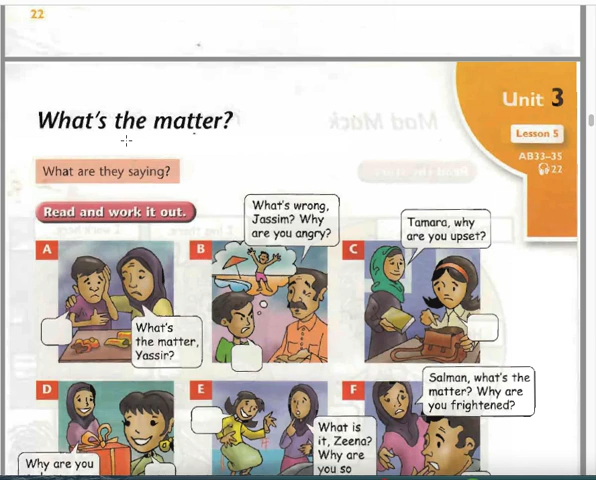 22
What's the matter?
Unit 3
Lesson 5
AB33–35
22
What are they saying?
Read and work it out.
A
What's
the matter,
Yassir?
B
What's wrong,
Jassim? Why
are you angry?
C
Tamara, why
are you upset?
D
Why are you
E
What is
it, Zeena?
Why are
you so
F
Salman, what's the
matter? Why are
you frightened?